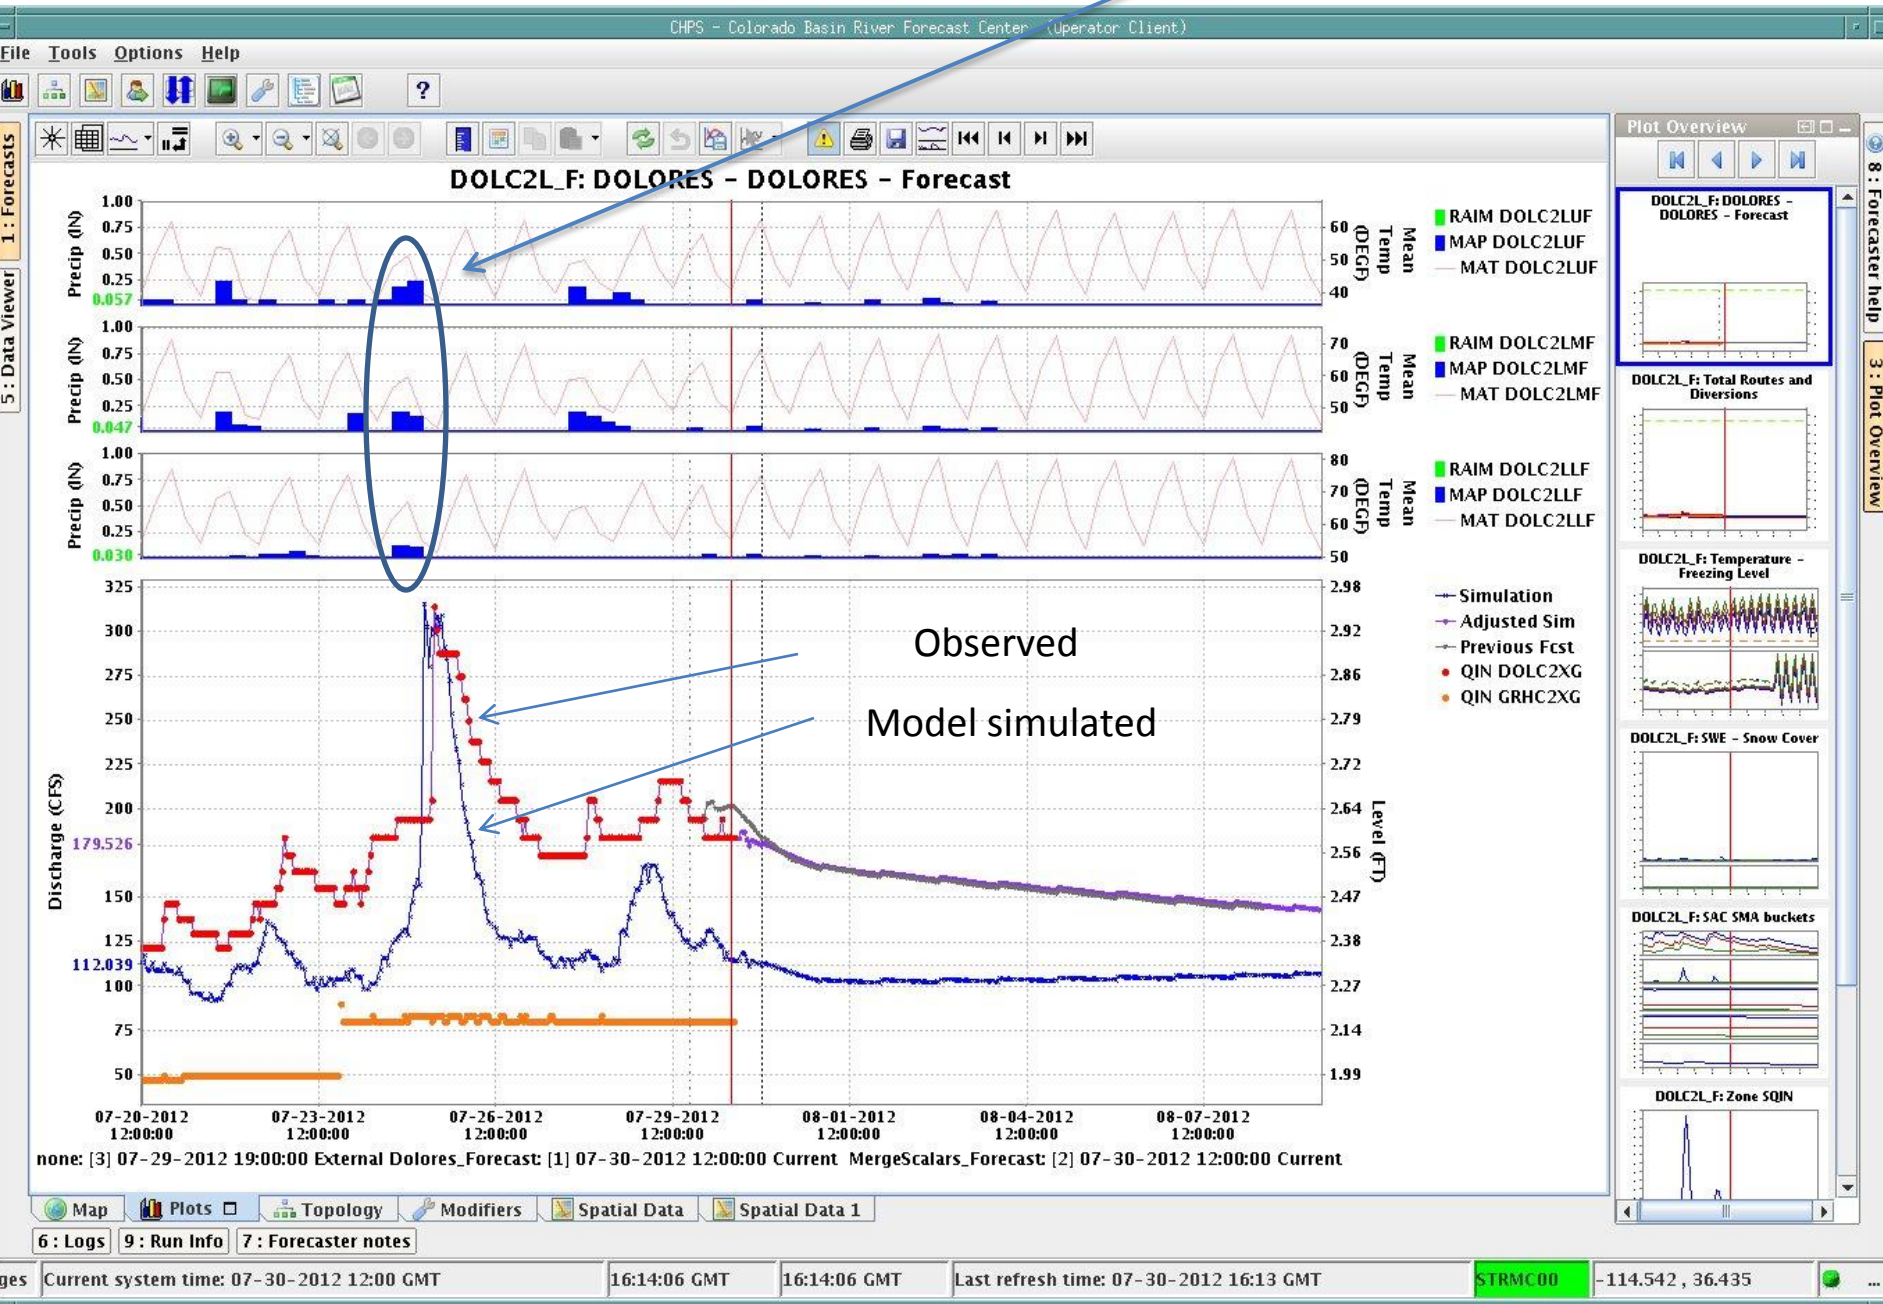 CHPS - Colorado Basin River Forecast Center (Operator Client)
File Tools Options Help
?
1 : Forecasts
5 : Data Viewer
DOLC2L_F: DOLORES - DOLORES - Forecast
Precip (IN)
1.00
0.75
0.50
0.25
0.057
60
50
40
Mean Temp (DEGF)
RAIM DOLC2LUF
MAP DOLC2LUF
MAT DOLC2LUF
Precip (IN)
1.00
0.75
0.50
0.25
0.047
70
60
50
Mean Temp (DEGF)
RAIM DOLC2LMF
MAP DOLC2LMF
MAT DOLC2LMF
Precip (IN)
1.00
0.75
0.50
0.25
0.030
80
70
60
50
Mean Temp (DEGF)
RAIM DOLC2LLF
MAP DOLC2LLF
MAT DOLC2LLF
Discharge (CFS)
325
300
275
250
225
200
179.526
150
125
112.039
100
75
50
2.98
2.92
2.86
2.79
2.72
2.64
2.56
2.47
2.38
2.27
2.14
1.99
Level (FT)
Observed
Model simulated
Simulation
Adjusted Sim
Previous Fcst
QIN DOLC2XG
QIN GRHC2XG
07-20-2012 07-23-2012 07-26-2012 07-29-2012 08-01-2012 08-04-2012 08-07-2012
12:00:00 12:00:00 12:00:00 12:00:00 12:00:00 12:00:00 12:00:00
none: [3] 07-29-2012 19:00:00 External Dolores_Forecast: [1] 07-30-2012 12:00:00 Current MergeScalars_Forecast: [2] 07-30-2012 12:00:00 Current
Plot Overview
DOLC2L_F: DOLORES -
DOLORES - Forecast
DOLC2L_F: Total Routes and
Diversions
DOLC2L_F: Temperature -
Freezing Level
DOLC2L_F: SWE - Snow Cover
DOLC2L_F: SAC SMA buckets
DOLC2L_F: Zone SQIN
8 : Forecaster help
3 : Plot Overview
Map Plots Topology Modifiers Spatial Data Spatial Data 1
6 : Logs 9 : Run Info 7 : Forecaster notes
ges Current system time: 07-30-2012 12:00 GMT 16:14:06 GMT 16:14:06 GMT Last refresh time: 07-30-2012 16:13 GMT STRMC00 -114.542 , 36.435 ...